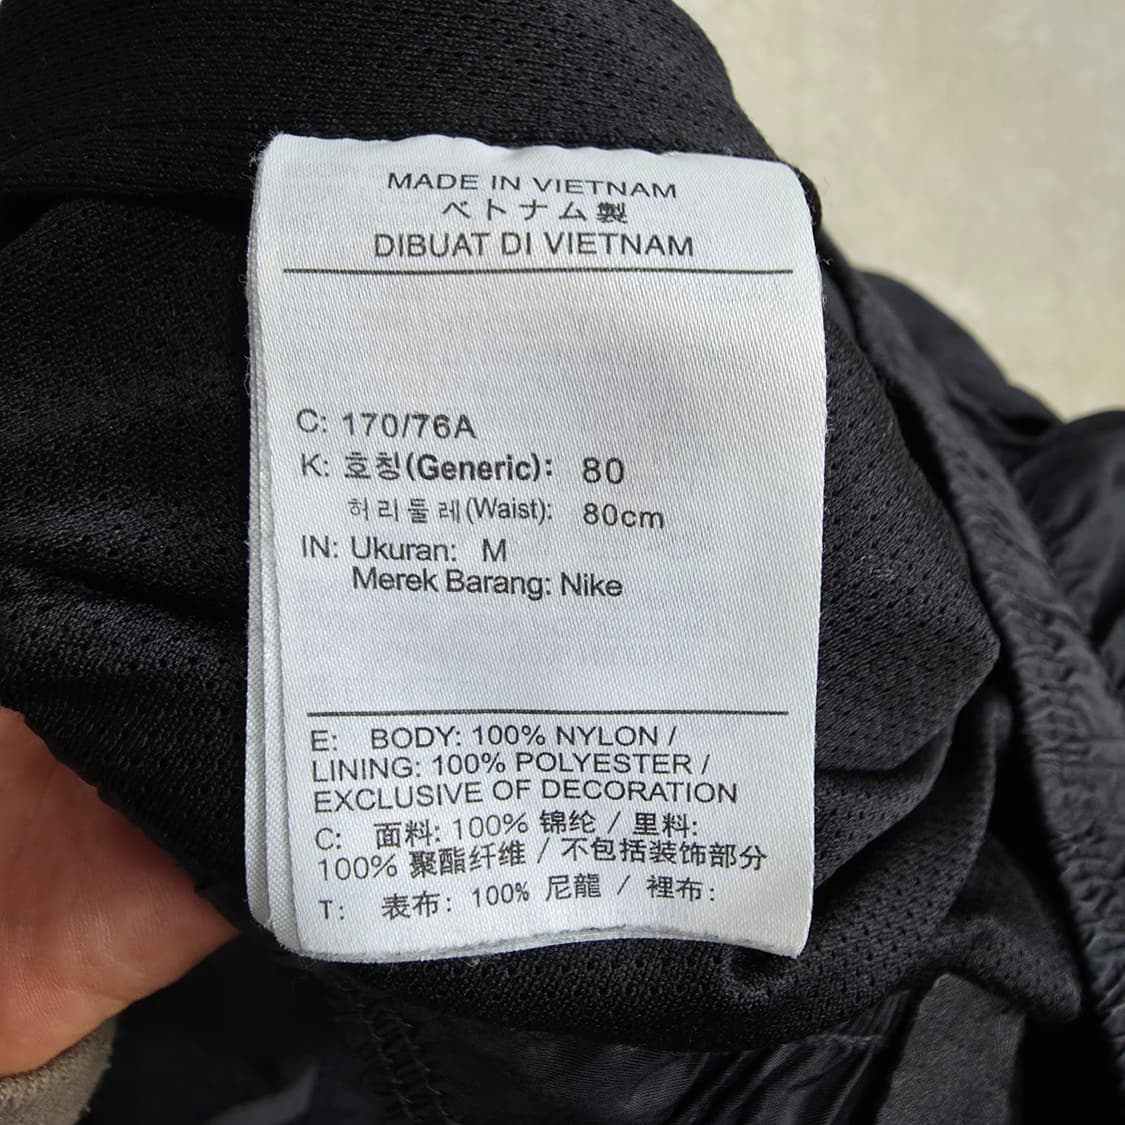 MADE IN VIETNAM
ベトナム製
DIBUAT DI VIETNAM
C: 170/76A
K: 호칭(Generic): 80
허리둘레(Waist): 80cm
IN: Ukuran: M
Merek Barang: Nike
E: BODY: 100% NYLON /
LINING: 100% POLYESTER /
EXCLUSIVE OF DECORATION
C: 面料: 100% 锦纶 / 里料:
100% 聚酯纤维 / 不包括装饰部分
T: 表布: 100% 尼龍 / 裡布: